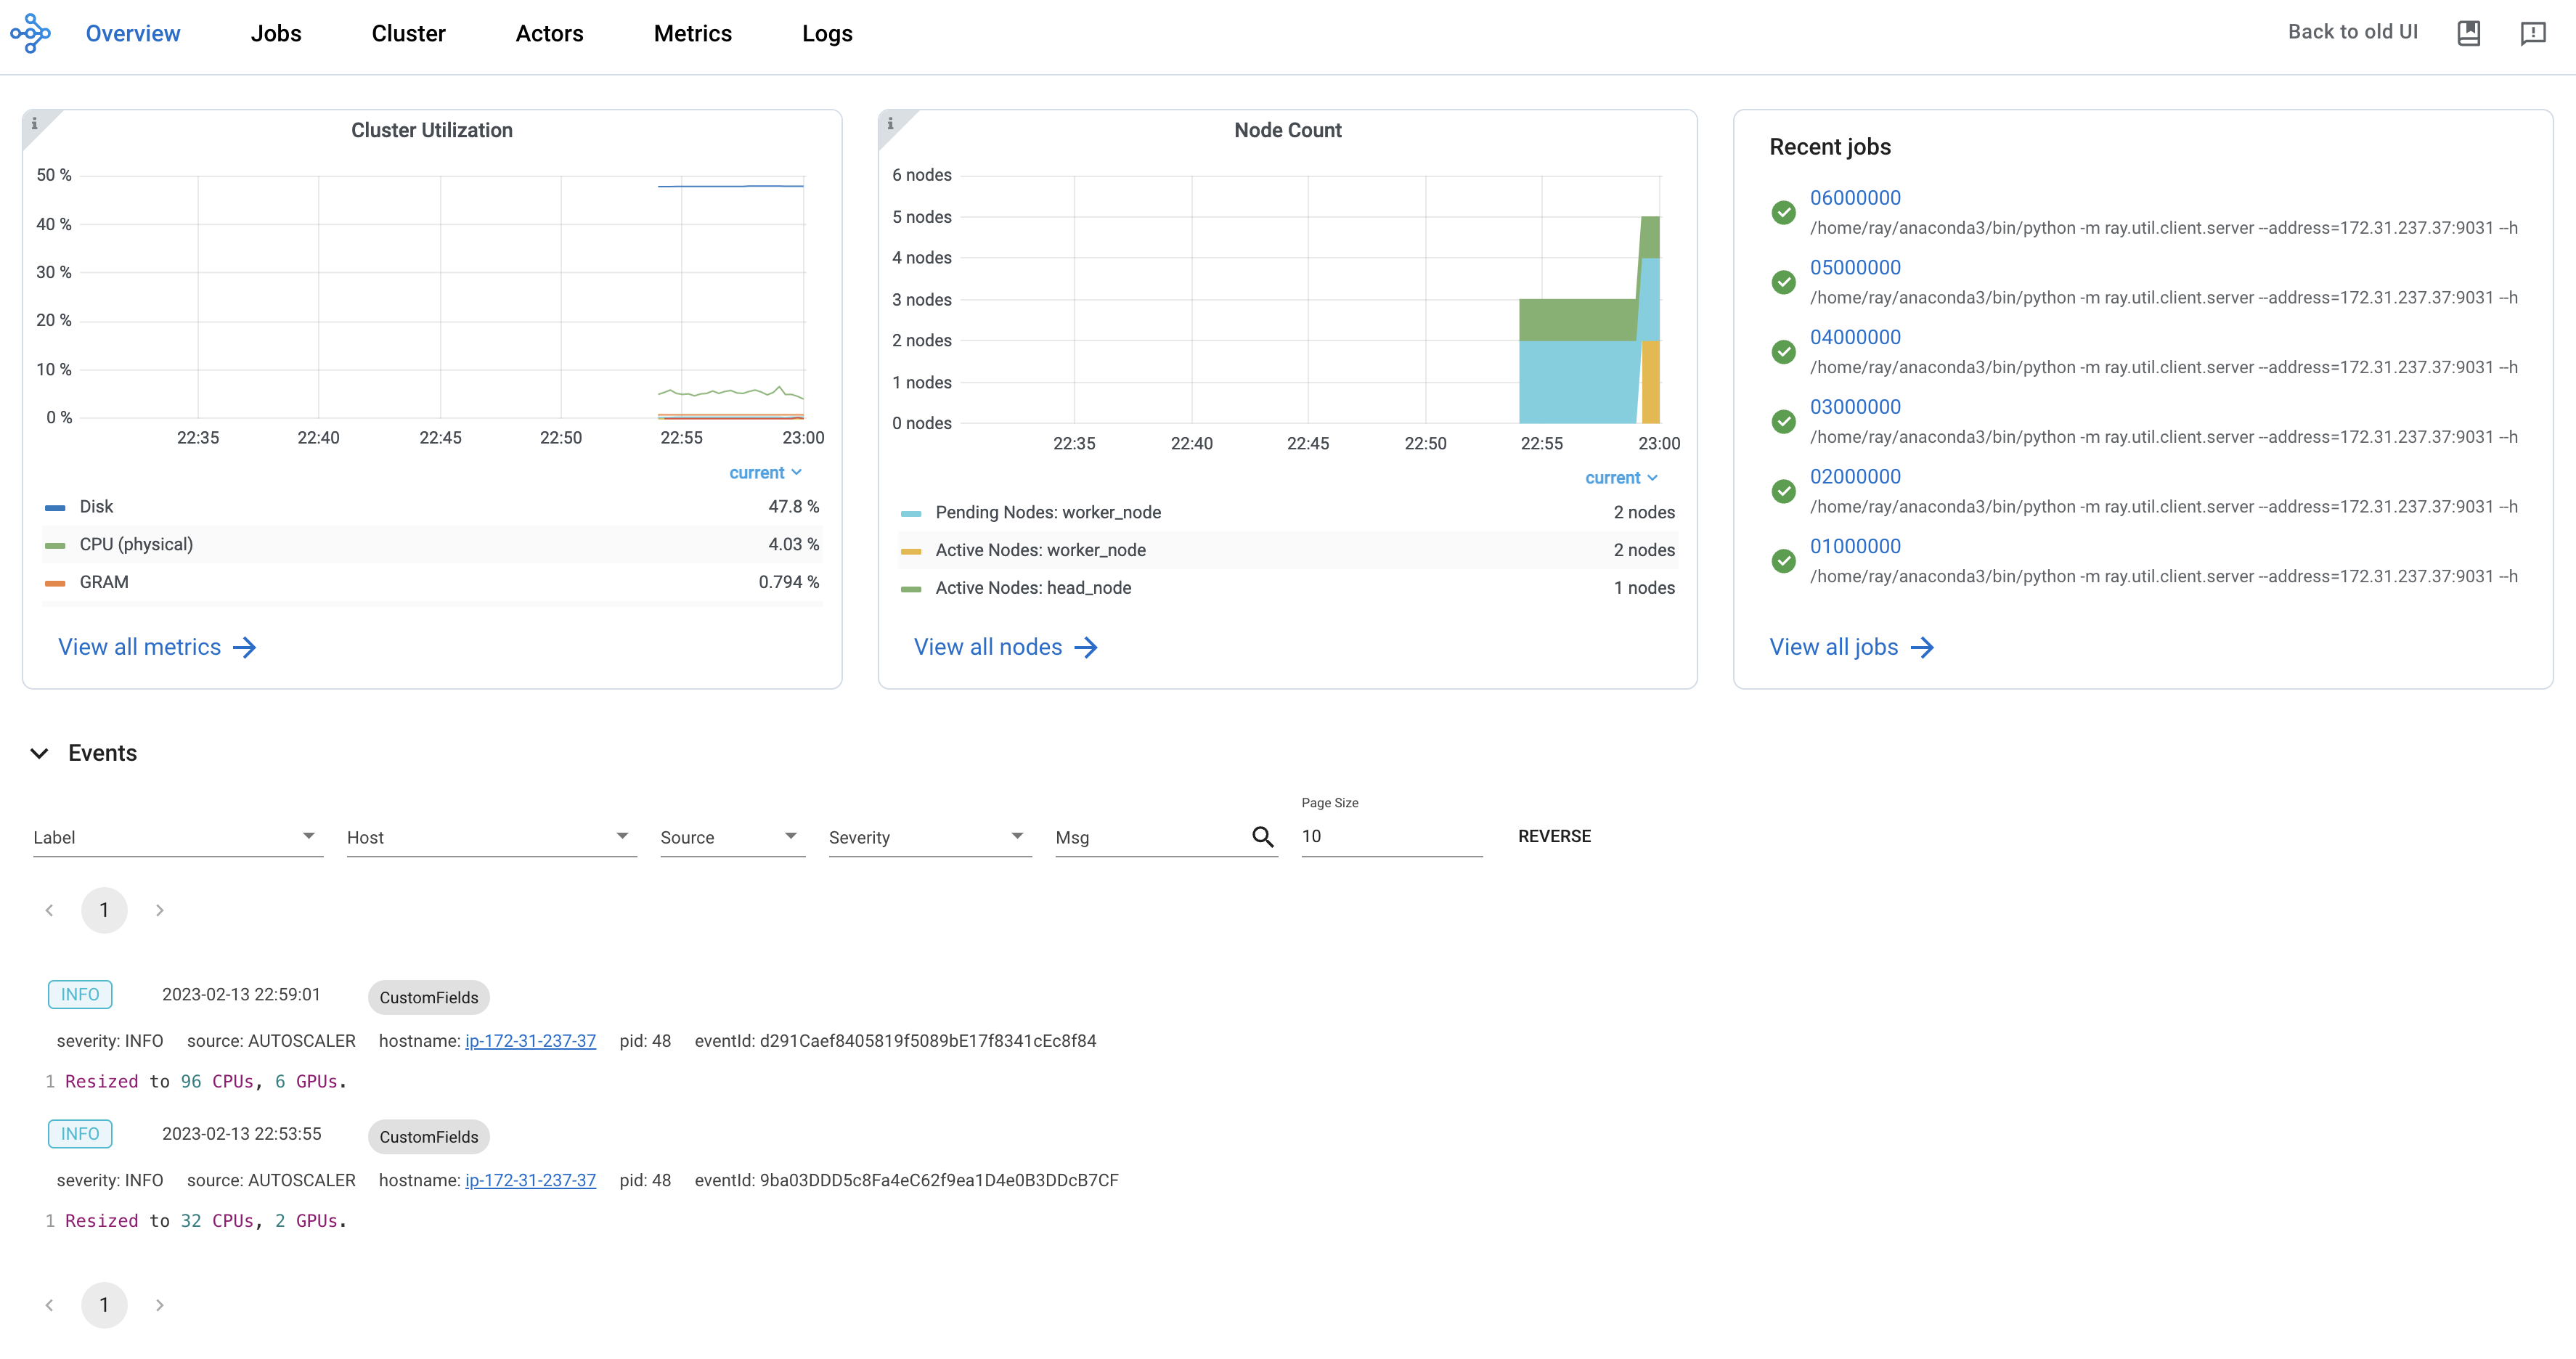 Overview Jobs Cluster Actors Metrics Logs Back to old UI
Cluster Utilization
50 %
40 %
30 %
20 %
10 %
0 %
22:35 22:40 22:45 22:50 22:55 23:00
current
Disk 47.8 %
CPU (physical) 4.03 %
GRAM 0.794 %
View all metrics
Node Count
6 nodes
5 nodes
4 nodes
3 nodes
2 nodes
1 nodes
0 nodes
22:35 22:40 22:45 22:50 22:55 23:00
current
Pending Nodes: worker_node 2 nodes
Active Nodes: worker_node 2 nodes
Active Nodes: head_node 1 nodes
View all nodes
Recent jobs
06000000
/home/ray/anaconda3/bin/python -m ray.util.client.server --address=172.31.237.37:9031 --h
05000000
/home/ray/anaconda3/bin/python -m ray.util.client.server --address=172.31.237.37:9031 --h
04000000
/home/ray/anaconda3/bin/python -m ray.util.client.server --address=172.31.237.37:9031 --h
03000000
/home/ray/anaconda3/bin/python -m ray.util.client.server --address=172.31.237.37:9031 --h
02000000
/home/ray/anaconda3/bin/python -m ray.util.client.server --address=172.31.237.37:9031 --h
01000000
/home/ray/anaconda3/bin/python -m ray.util.client.server --address=172.31.237.37:9031 --h
View all jobs
Events
Page Size
Label Host Source Severity Msg 10 REVERSE
1
INFO 2023-02-13 22:59:01 CustomFields
severity: INFO source: AUTOSCALER hostname: ip-172-31-237-37 pid: 48 eventId: d291Caef8405819f5089bE17f8341cEc8f84
1 Resized to 96 CPUs, 6 GPUs.
INFO 2023-02-13 22:53:55 CustomFields
severity: INFO source: AUTOSCALER hostname: ip-172-31-237-37 pid: 48 eventId: 9ba03DDD5c8Fa4eC62f9ea1D4e0B3DDcB7CF
1 Resized to 32 CPUs, 2 GPUs.
1